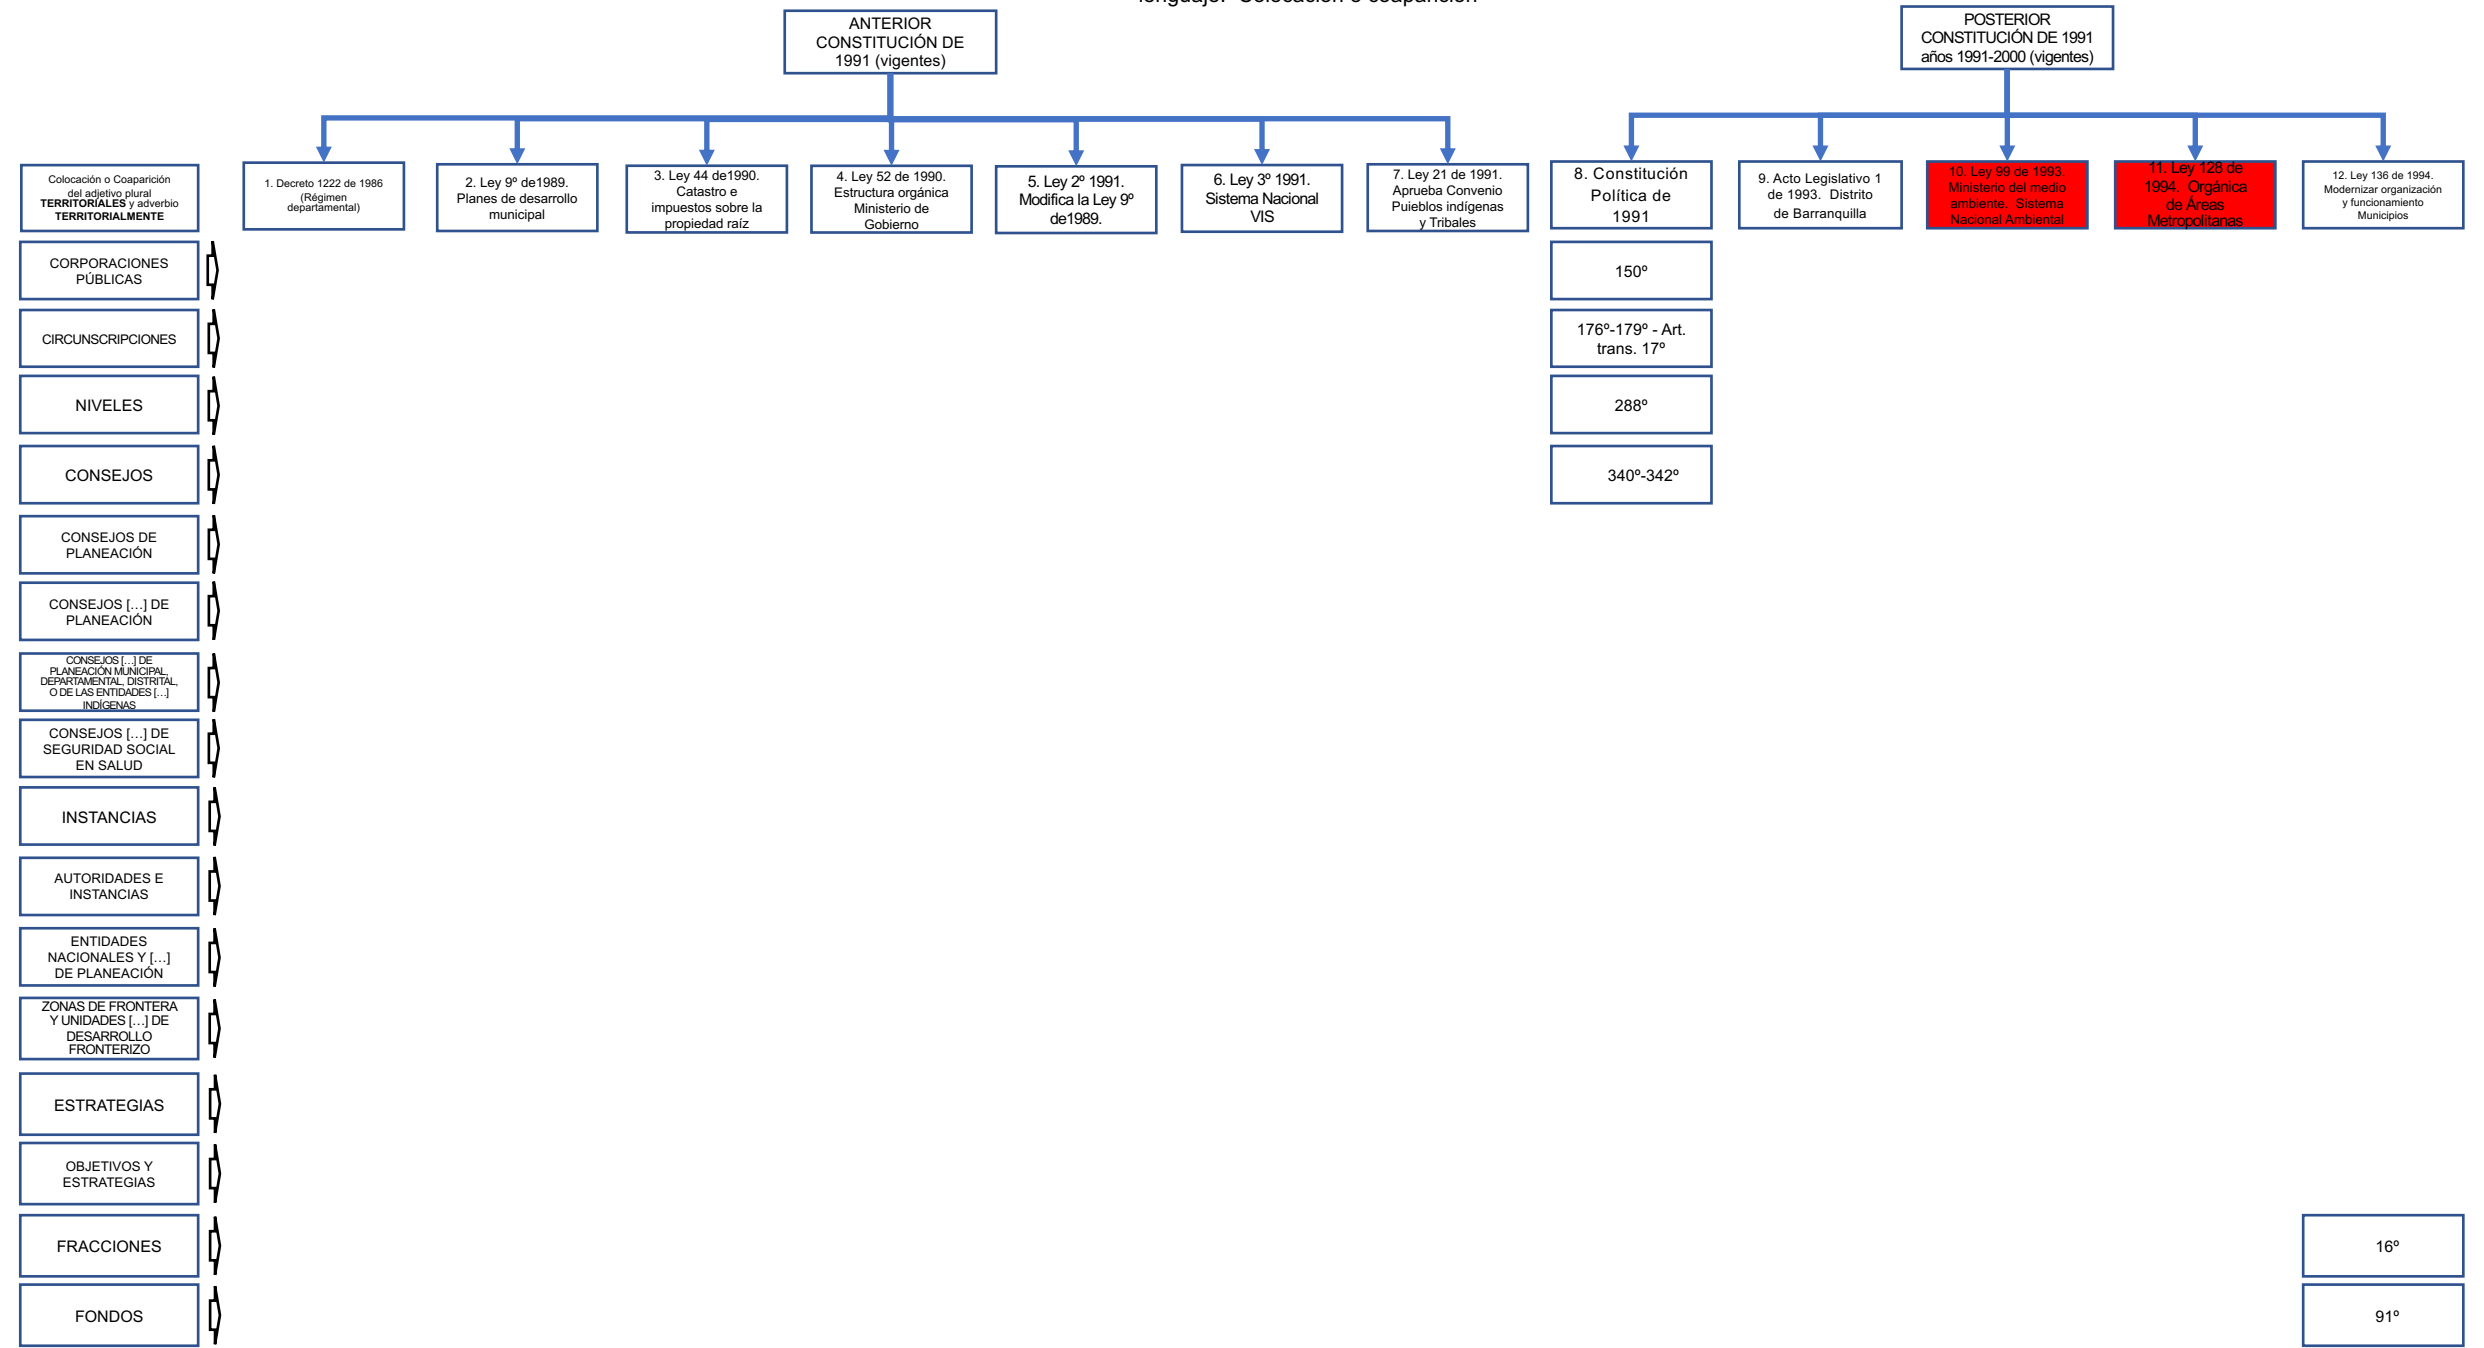 lenguaje. Colocación o coaparición
ANTERIOR
CONSTITUCIÓN DE
1991 (vigentes)
POSTERIOR
CONSTITUCIÓN DE 1991
años 1991-2000 (vigentes)
Colocación o Coaparición
del adjetivo plural
TERRITORIALES y adverbio
TERRITORIALMENTE
1. Decreto 1222 de 1986
(Régimen
departamental)
2. Ley 9º de1989.
Planes de desarrollo
municipal
3. Ley 44 de1990.
Catastro e
impuestos sobre la
propiedad raíz
4. Ley 52 de 1990.
Estructura orgánica
Ministerio de
Gobierno
5. Ley 2º 1991.
Modifica la Ley 9º
de1989.
6. Ley 3º 1991.
Sistema Nacional
VIS
7. Ley 21 de 1991.
Aprueba Convenio
Puieblos indígenas
y Tribales
8. Constitución
Política de
1991
9. Acto Legislativo 1
de 1993. Distrito
de Barranquilla
10. Ley 99 de 1993.
Ministerio del medio
ambiente. Sistema
Nacional Ambiental
11. Ley 128 de
1994. Orgánica
de Áreas
Metropolitanas
12. Ley 136 de 1994.
Modernizar organización
y funcionamiento
Municipios
CORPORACIONES
PÚBLICAS
150º
CIRCUNSCRIPCIONES
176º-179º - Art.
trans. 17º
NIVELES
288º
CONSEJOS
340º-342º
CONSEJOS DE
PLANEACIÓN
CONSEJOS […] DE
PLANEACIÓN
CONSEJOS […] DE
PLANEACIÓN MUNICIPAL,
DEPARTAMENTAL, DISTRITAL,
O DE LAS ENTIDADES […]
INDÍGENAS
CONSEJOS […] DE
SEGURIDAD SOCIAL
EN SALUD
INSTANCIAS
AUTORIDADES E
INSTANCIAS
ENTIDADES
NACIONALES Y […]
DE PLANEACIÓN
ZONAS DE FRONTERA
Y UNIDADES […] DE
DESARROLLO
FRONTERIZO
ESTRATEGIAS
OBJETIVOS Y
ESTRATEGIAS
FRACCIONES
16º
FONDOS
91º